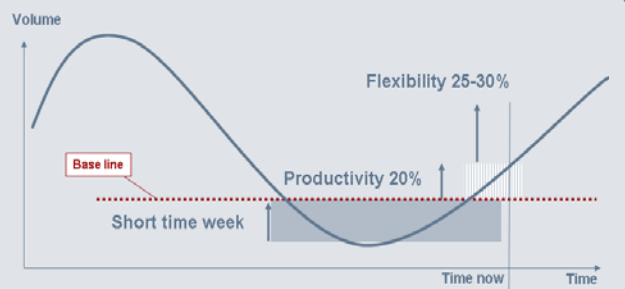 Volume
Flexibility 25-30%
Base line
Productivity 20%
Short time week
Time now
Time